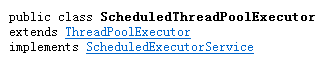 public class ScheduledThreadPoolExecutor
extends ThreadPoolExecutor
implements ScheduledExecutorService